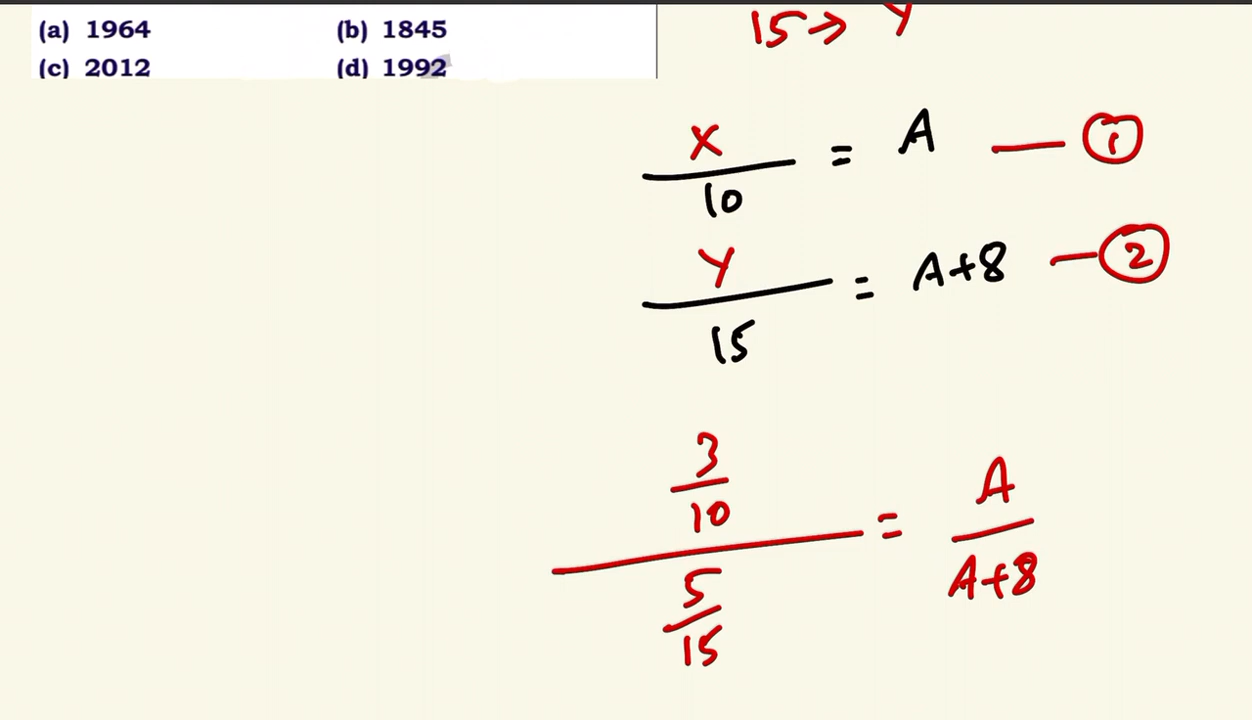 (a) 1964 (b) 1845
(c) 2012 (d) 1992
15 → Y
X/10 = A — ①
Y/15 = A+8 — ②
(3/10)/(5/15) = A/(A+8)